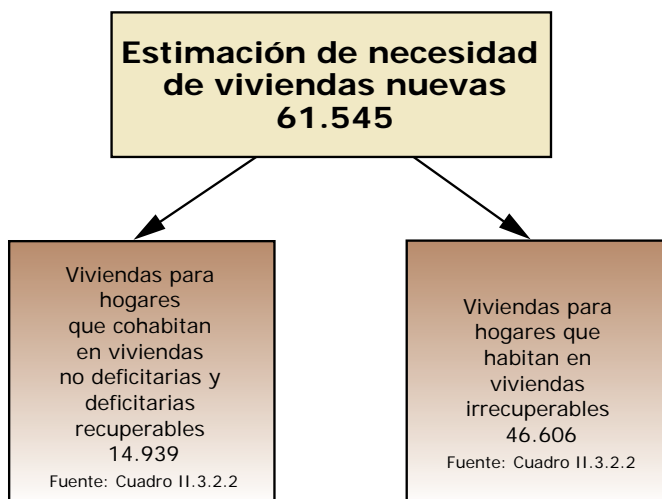 Estimación de necesidad
de viviendas nuevas
61.545
Viviendas para
hogares
que cohabitan
en viviendas
no deficitarias y
deficitarias
recuperables
14.939
Fuente: Cuadro II.3.2.2
Viviendas para
hogares que
habitan en
viviendas
irrecuperables
46.606
Fuente: Cuadro II.3.2.2